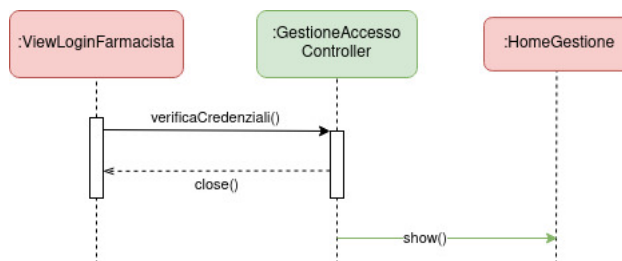 :ViewLoginFarmacista
:GestioneAccesso
Controller
:HomeGestione
verificaCredenziali()
close()
show()